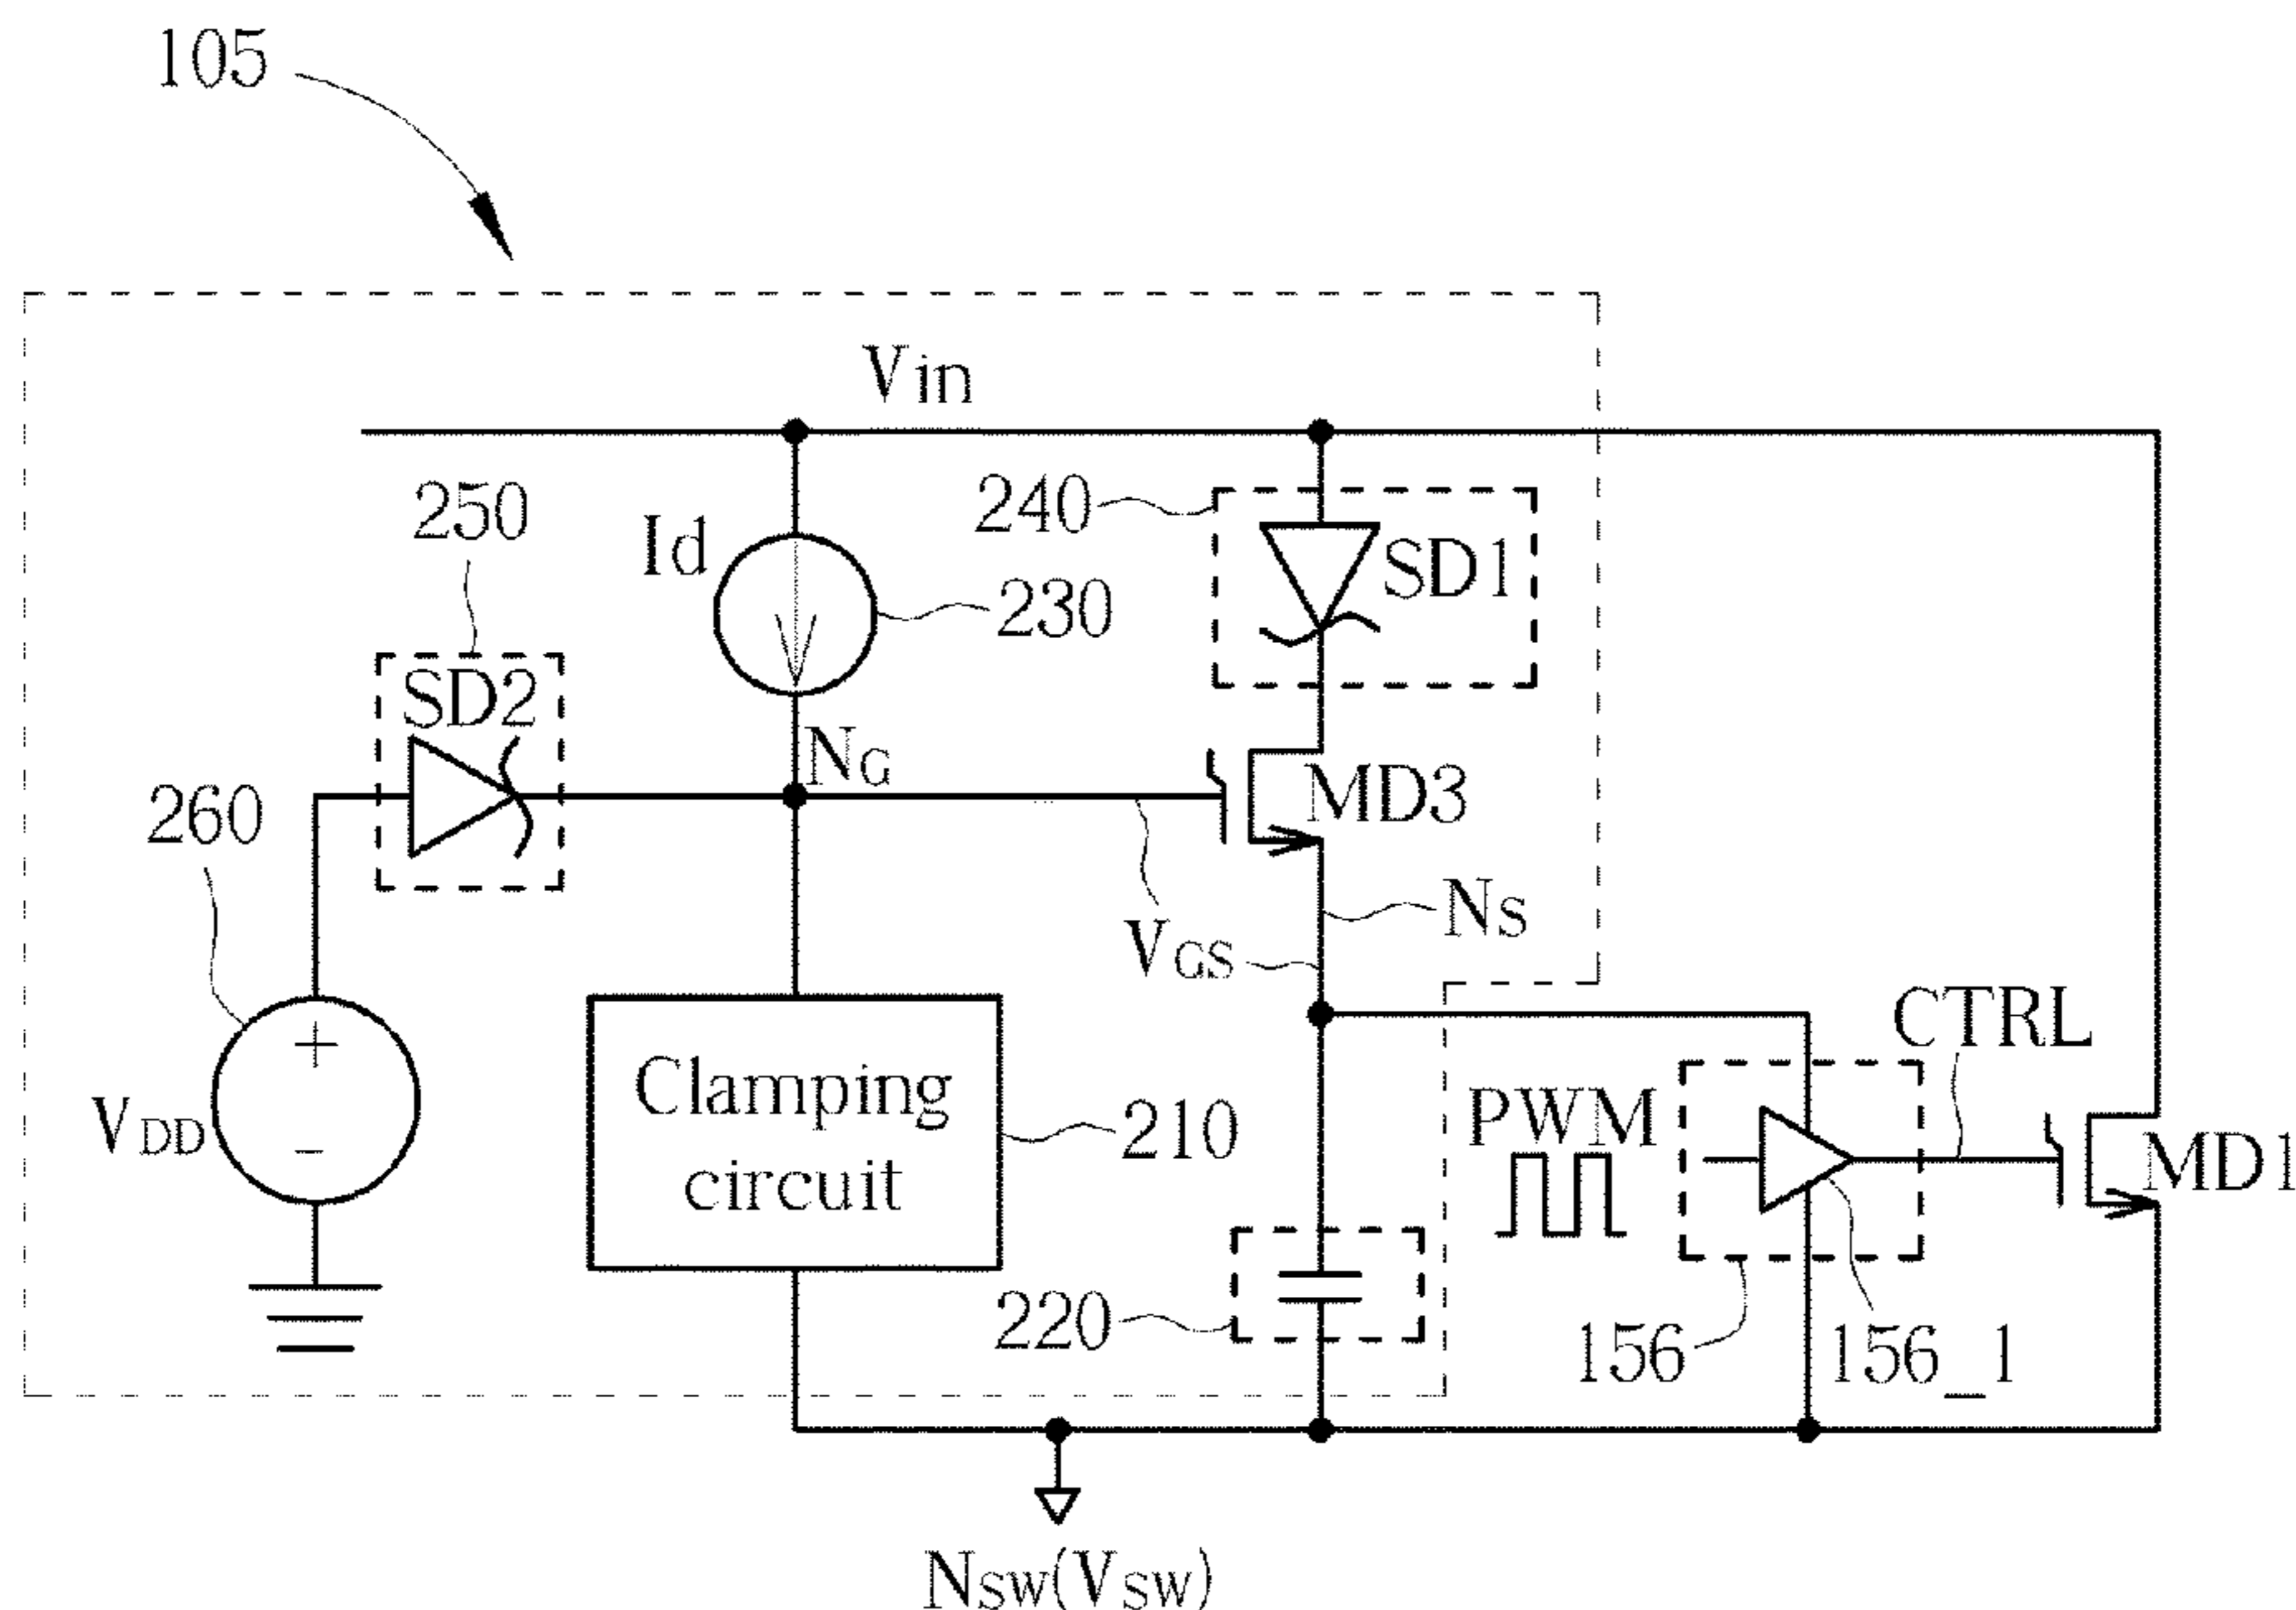 105
Vin
250
Id
240
SD1
230
SD2
NG
260
MD3
NS
VGS
VDD
+
-
Clamping
circuit
210
CTRL
PWM
MD1
220
156
156_1
NSW(VSW)